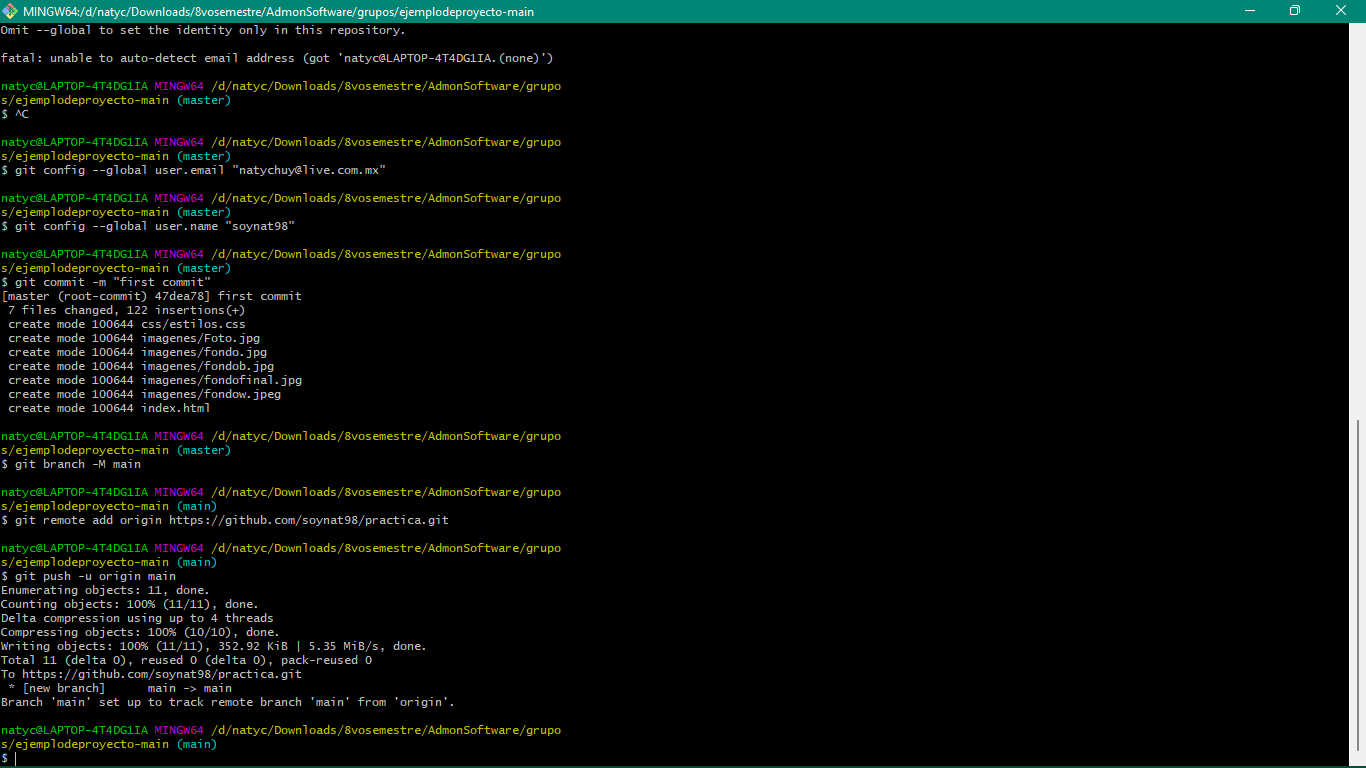 MINGW64:/d/natyc/Downloads/8vosemestre/AdmonSoftware/grupos/ejemplodeproyecto-main
Omit --global to set the identity only in this repository.
fatal: unable to auto-detect email address (got 'natyc@LAPTOP-4T4DG1IA.(none)')
natyc@LAPTOP-4T4DG1IA MINGW64 /d/natyc/Downloads/8vosemestre/AdmonSoftware/grupo
s/ejemplodeproyecto-main (master)
$ ^C
natyc@LAPTOP-4T4DG1IA MINGW64 /d/natyc/Downloads/8vosemestre/AdmonSoftware/grupo
s/ejemplodeproyecto-main (master)
$ git config --global user.email "natychuy@live.com.mx"
natyc@LAPTOP-4T4DG1IA MINGW64 /d/natyc/Downloads/8vosemestre/AdmonSoftware/grupo
s/ejemplodeproyecto-main (master)
$ git config --global user.name "soynat98"
natyc@LAPTOP-4T4DG1IA MINGW64 /d/natyc/Downloads/8vosemestre/AdmonSoftware/grupo
s/ejemplodeproyecto-main (master)
$ git commit -m "first commit"
[master (root-commit) 47dea78] first commit
 7 files changed, 122 insertions(+)
 create mode 100644 css/estilos.css
 create mode 100644 imagenes/Foto.jpg
 create mode 100644 imagenes/fondo.jpg
 create mode 100644 imagenes/fondob.jpg
 create mode 100644 imagenes/fondofinal.jpg
 create mode 100644 imagenes/fondow.jpeg
 create mode 100644 index.html
natyc@LAPTOP-4T4DG1IA MINGW64 /d/natyc/Downloads/8vosemestre/AdmonSoftware/grupo
s/ejemplodeproyecto-main (master)
$ git branch -M main
natyc@LAPTOP-4T4DG1IA MINGW64 /d/natyc/Downloads/8vosemestre/AdmonSoftware/grupo
s/ejemplodeproyecto-main (main)
$ git remote add origin https://github.com/soynat98/practica.git
natyc@LAPTOP-4T4DG1IA MINGW64 /d/natyc/Downloads/8vosemestre/AdmonSoftware/grupo
s/ejemplodeproyecto-main (main)
$ git push -u origin main
Enumerating objects: 11, done.
Counting objects: 100% (11/11), done.
Delta compression using up to 4 threads
Compressing objects: 100% (10/10), done.
Writing objects: 100% (11/11), 352.92 KiB | 5.35 MiB/s, done.
Total 11 (delta 0), reused 0 (delta 0), pack-reused 0
To https://github.com/soynat98/practica.git
 * [new branch]      main -> main
Branch 'main' set up to track remote branch 'main' from 'origin'.
natyc@LAPTOP-4T4DG1IA MINGW64 /d/natyc/Downloads/8vosemestre/AdmonSoftware/grupo
s/ejemplodeproyecto-main (main)
$